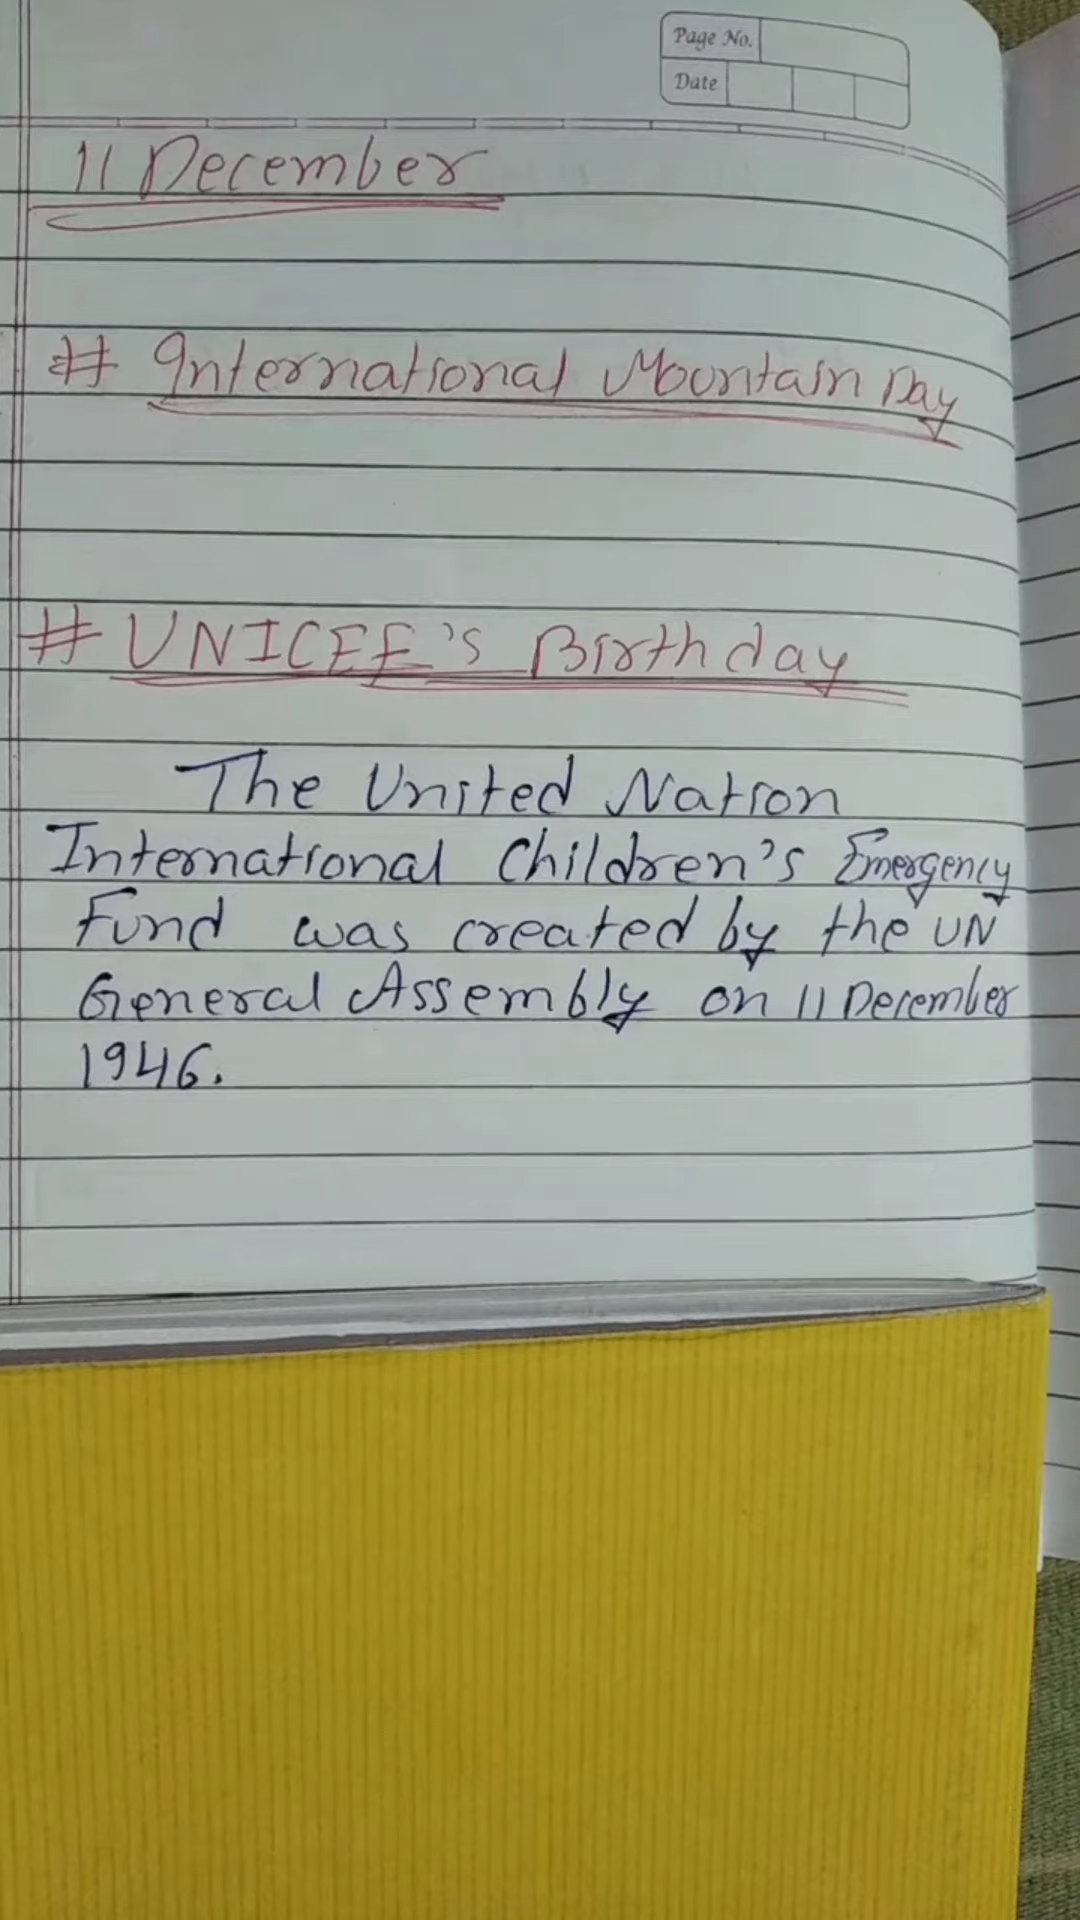 Page No.
Date
11 December
# International Mountain Day
# UNICEF's Birthday
The United Nation
International Children's Emergency
Fund was created by the UN
General Assembly on 11 December
1946.